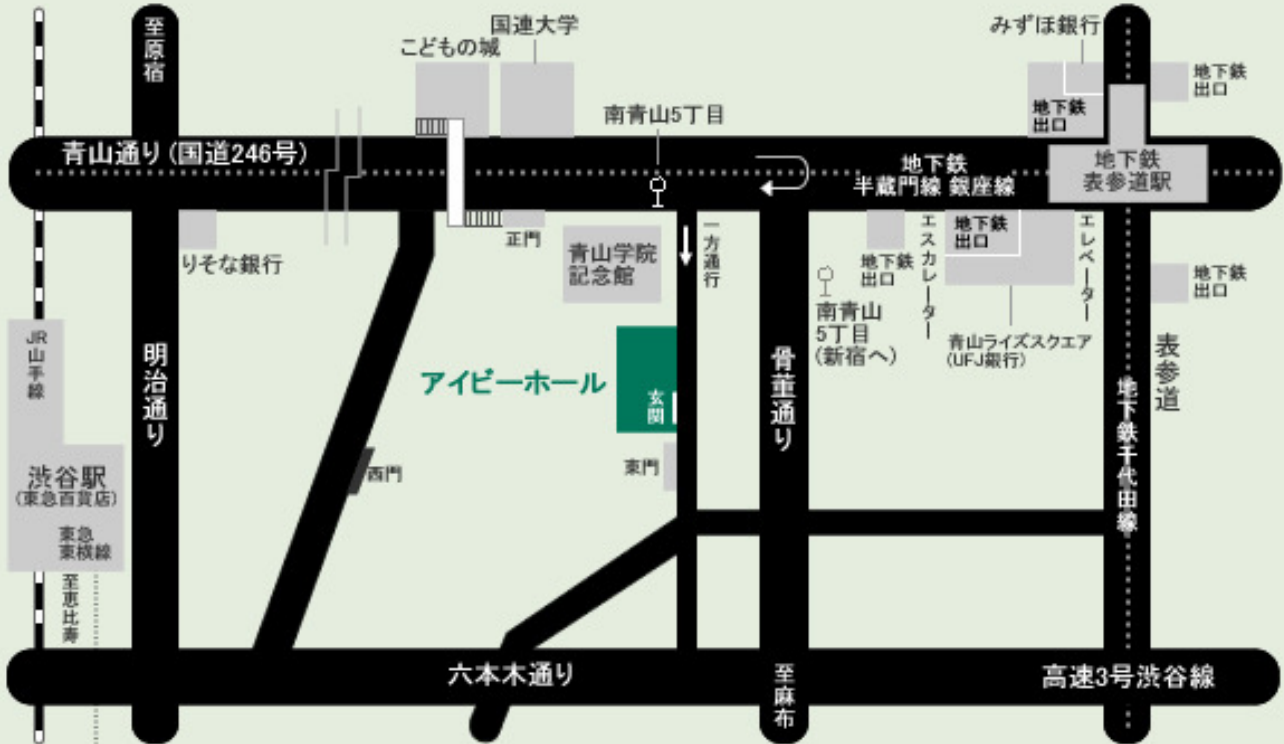 至原宿
国連大学
こどもの城
みずほ銀行
地下鉄
出口
地下鉄
出口
南青山5丁目
青山通り(国道246号)
地下鉄
半蔵門線 銀座線
地下鉄
表参道駅
りそな銀行
正門
青山学院
記念館
一方通行
地下鉄
出口
エスカレーター
地下鉄
出口
エレベーター
地下鉄
出口
南青山
5丁目
(新宿へ)
青山ライズスクエア
(UFJ銀行)
JR
山手線
明治通り
アイビーホール
玄関
骨董通り
表参道
地下鉄千代田線
渋谷駅
(東急百貨店)
西門
東門
東急
東横線
至恵比寿
六本木通り
至麻布
高速3号渋谷線